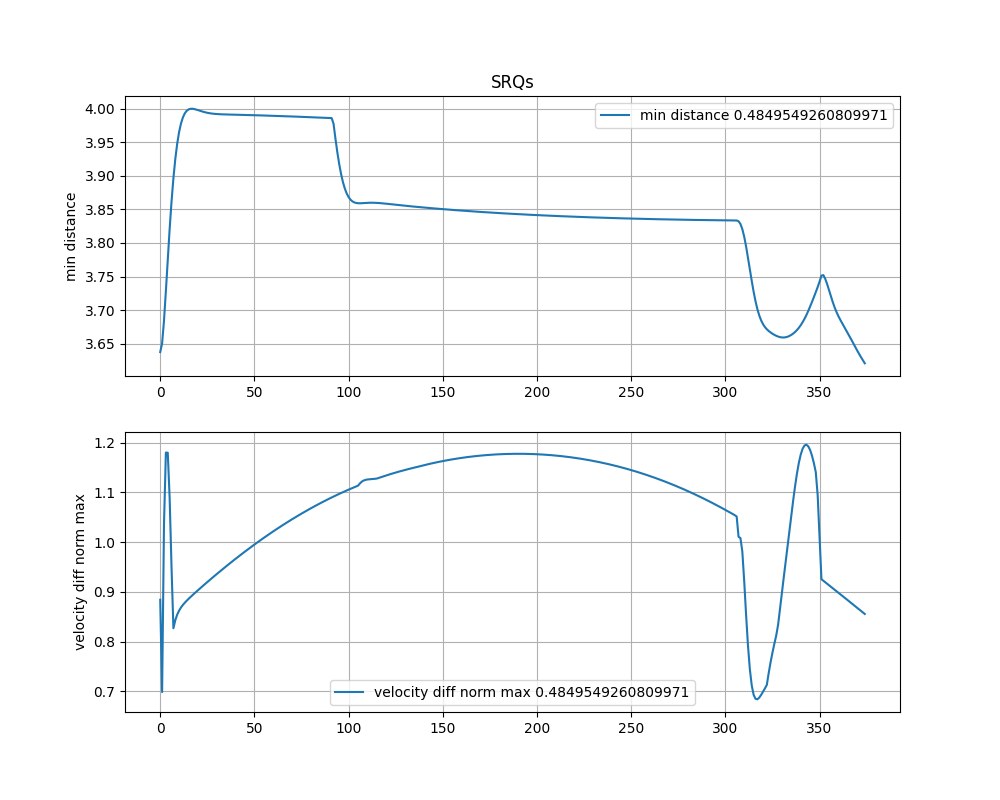 SRQs
min distance
4.00
3.95
3.90
3.85
3.80
3.75
3.70
3.65
min distance 0.4849549260809971
0 50 100 150 200 250 300 350
velocity diff norm max
1.2
1.1
1.0
0.9
0.8
0.7
velocity diff norm max 0.4849549260809971
0 50 100 150 200 250 300 350